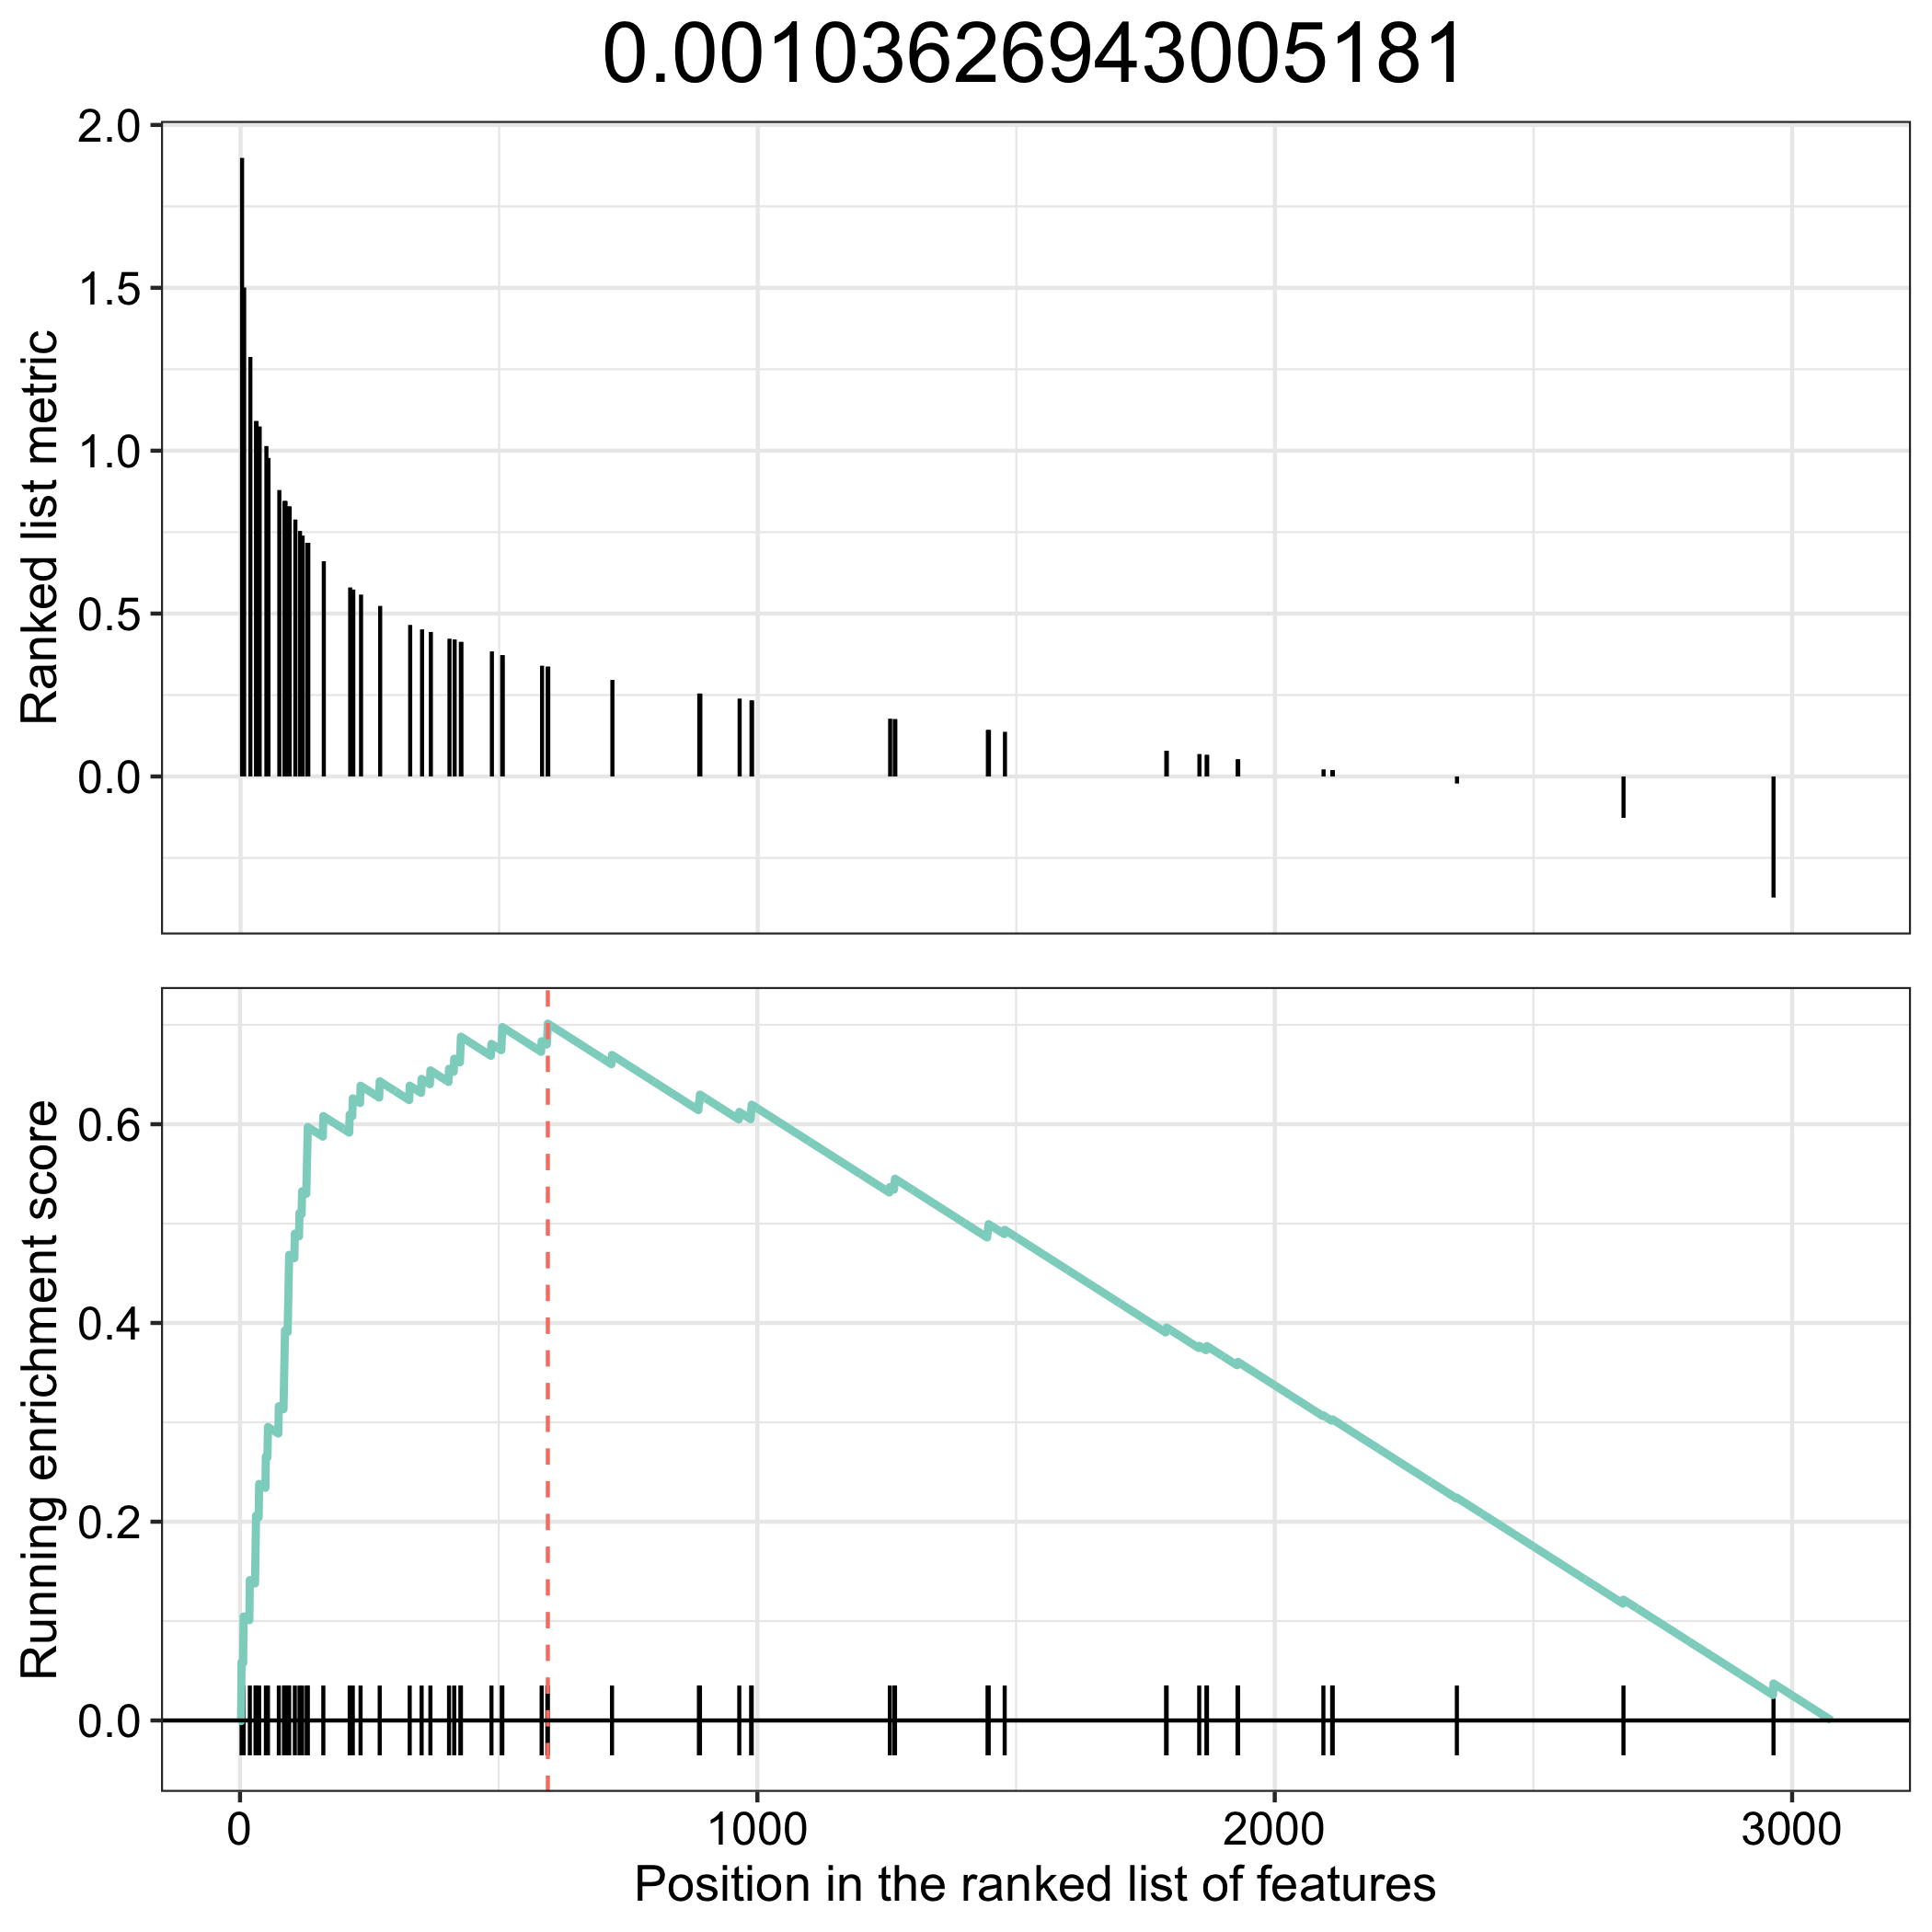 0.00103626943005181
2.0
1.5
1.0
0.5
0.0
Ranked list metric
0.6
0.4
0.2
0.0
Running enrichment score
0 1000 2000 3000
Position in the ranked list of features